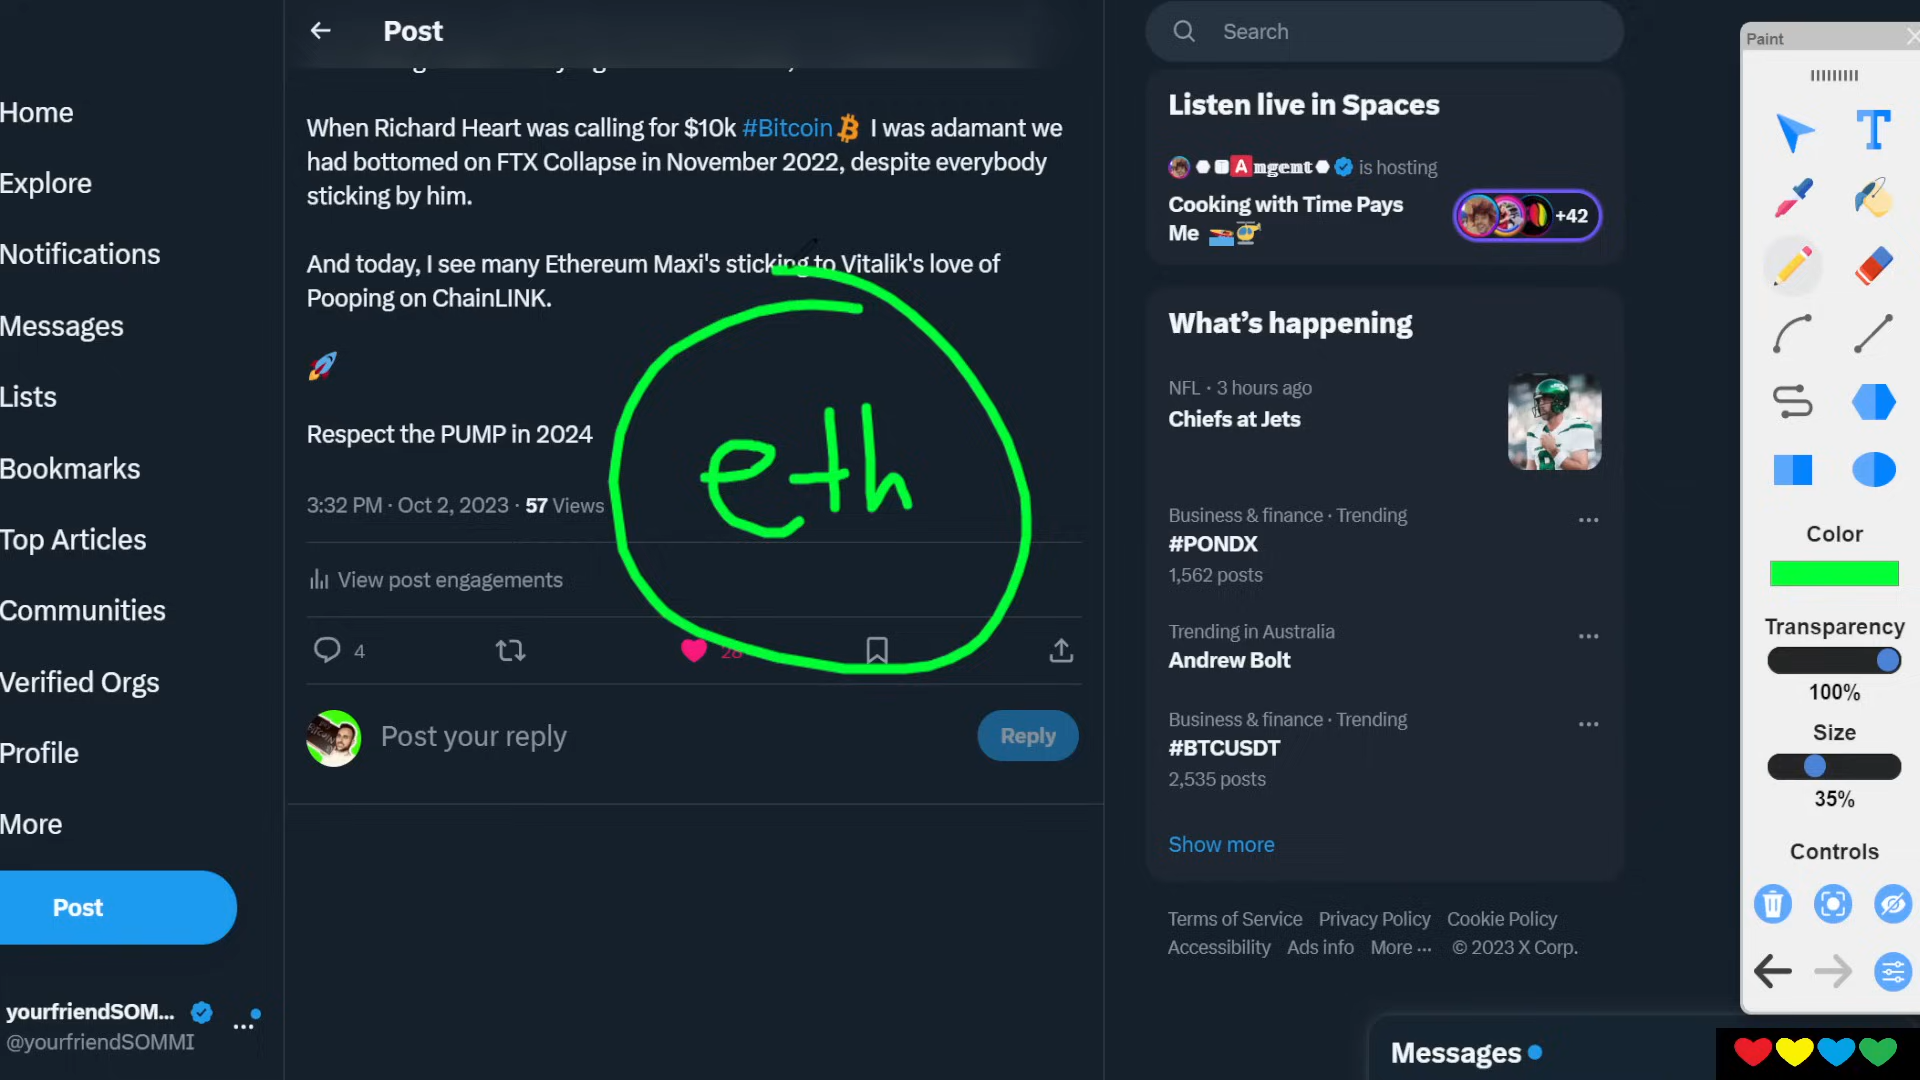 Post
Search
Paint
Home
Explore
Notifications
Messages
Lists
Bookmarks
Top Articles
Communities
Verified Orgs
Profile
More
Post
yourfriendSOM...
@yourfriendSOMMI
When Richard Heart was calling for $10k #Bitcoin I was adamant we
had bottomed on FTX Collapse in November 2022, despite everybody
sticking by him.
And today, I see many Ethereum Maxi's sticking to Vitalik's love of
Pooping on ChainLINK.
🚀
Respect the PUMP in 2024
eth
3:32 PM · Oct 2, 2023 · 57 Views
View post engagements
4
Post your reply
Reply
Listen live in Spaces
Angent is hosting
Cooking with Time Pays
Me 🚤🚁
+42
What's happening
NFL · 3 hours ago
Chiefs at Jets
Business & finance · Trending
#PONDX
1,562 posts
Trending in Australia
Andrew Bolt
Business & finance · Trending
#BTCUSDT
2,535 posts
Show more
Terms of Service Privacy Policy Cookie Policy
Accessibility Ads info More ... © 2023 X Corp.
Messages
T
Color
Transparency
100%
Size
35%
Controls